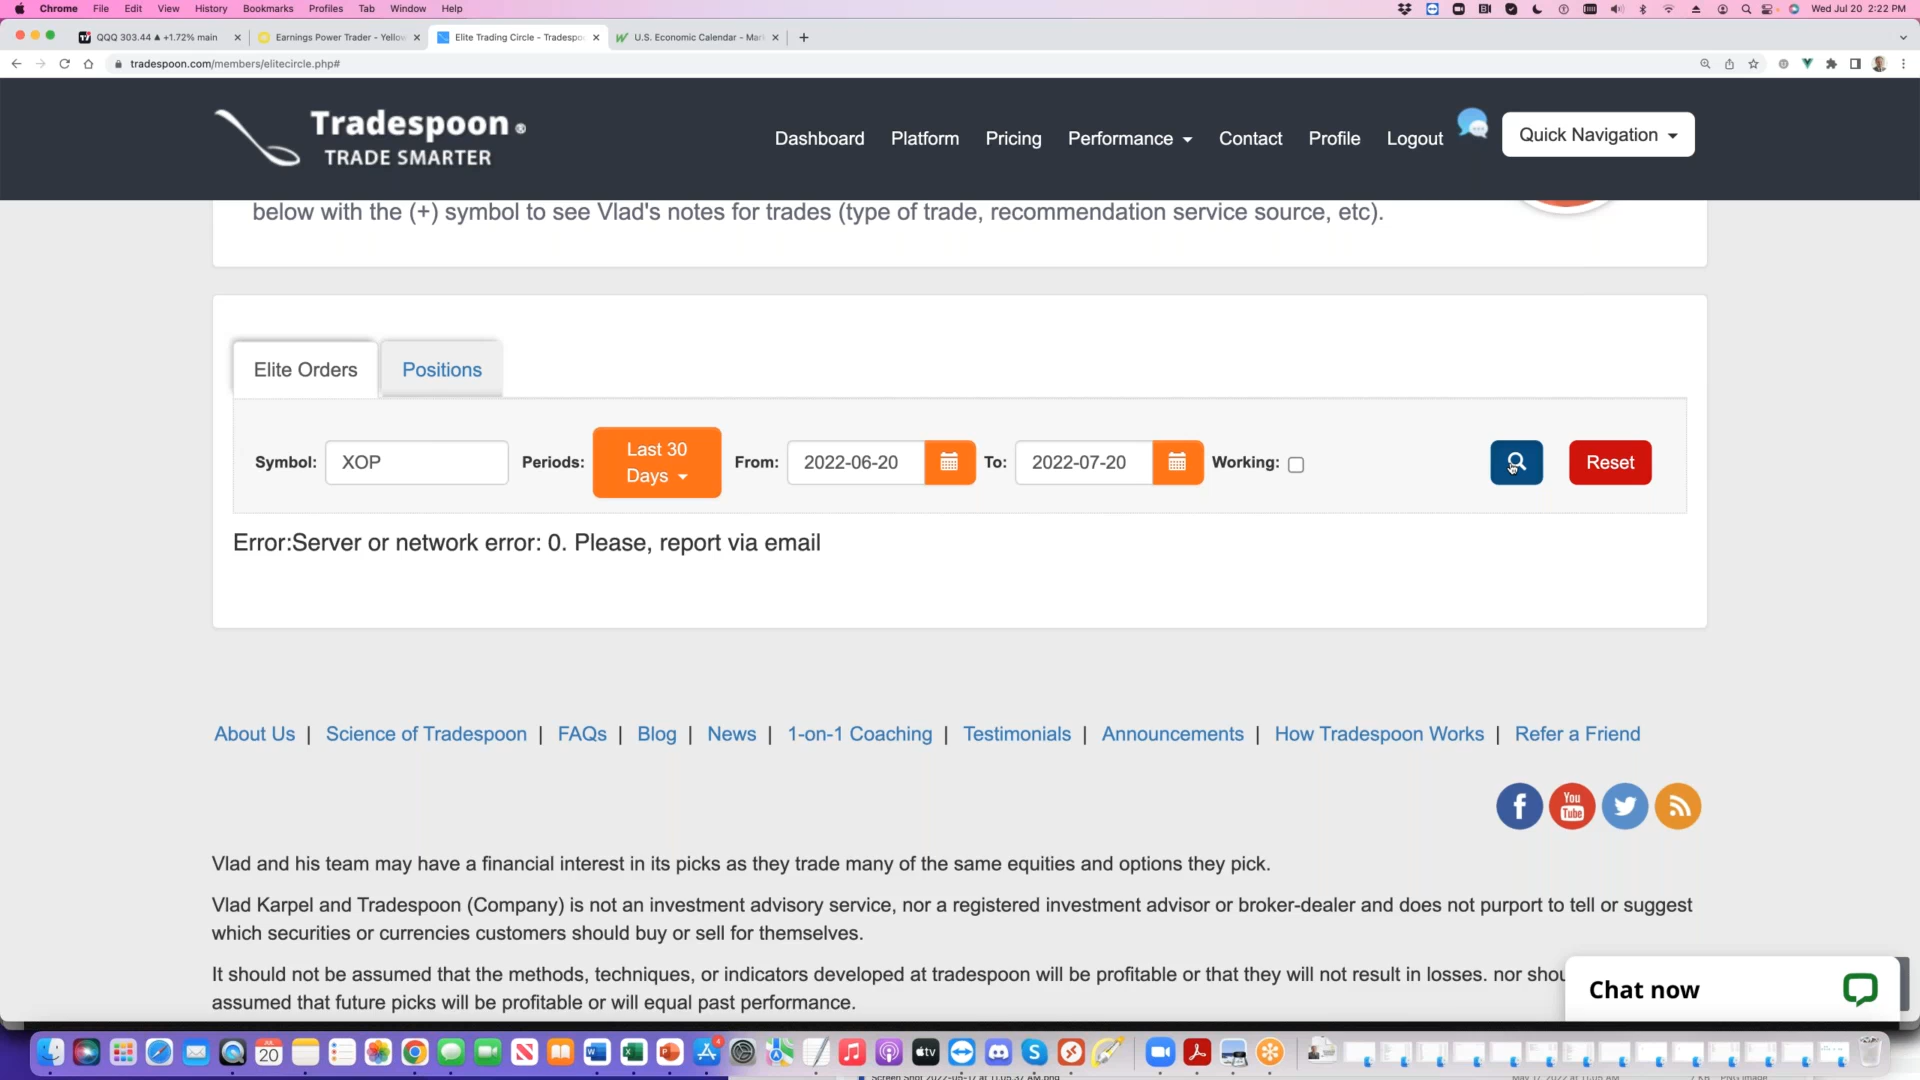 Chrome File Edit View History Bookmarks Profiles Tab Window Help Wed Jul 20 2:22 PM
QQQ 303.44 ▲ +1.72% main Earnings Power Trader - Yellow Elite Trading Circle - Tradespoo U.S. Economic Calendar - Mar
tradespoon.com/members/elitecircle.php#
Tradespoon ®
TRADE SMARTER
Dashboard Platform Pricing Performance Contact Profile Logout Quick Navigation
below with the (+) symbol to see Vlad's notes for trades (type of trade, recommendation service source, etc).
Elite Orders Positions
Symbol: XOP Periods: Last 30 Days From: 2022-06-20 To: 2022-07-20 Working: Reset
Error:Server or network error: 0. Please, report via email
About Us | Science of Tradespoon | FAQs | Blog | News | 1-on-1 Coaching | Testimonials | Announcements | How Tradespoon Works | Refer a Friend
You Tube
Vlad and his team may have a financial interest in its picks as they trade many of the same equities and options they pick.
Vlad Karpel and Tradespoon (Company) is not an investment advisory service, nor a registered investment advisor or broker-dealer and does not purport to tell or suggest
which securities or currencies customers should buy or sell for themselves.
It should not be assumed that the methods, techniques, or indicators developed at tradespoon will be profitable or that they will not result in losses. nor shou
assumed that future picks will be profitable or will equal past performance.
Chat now
JUL 20
tv